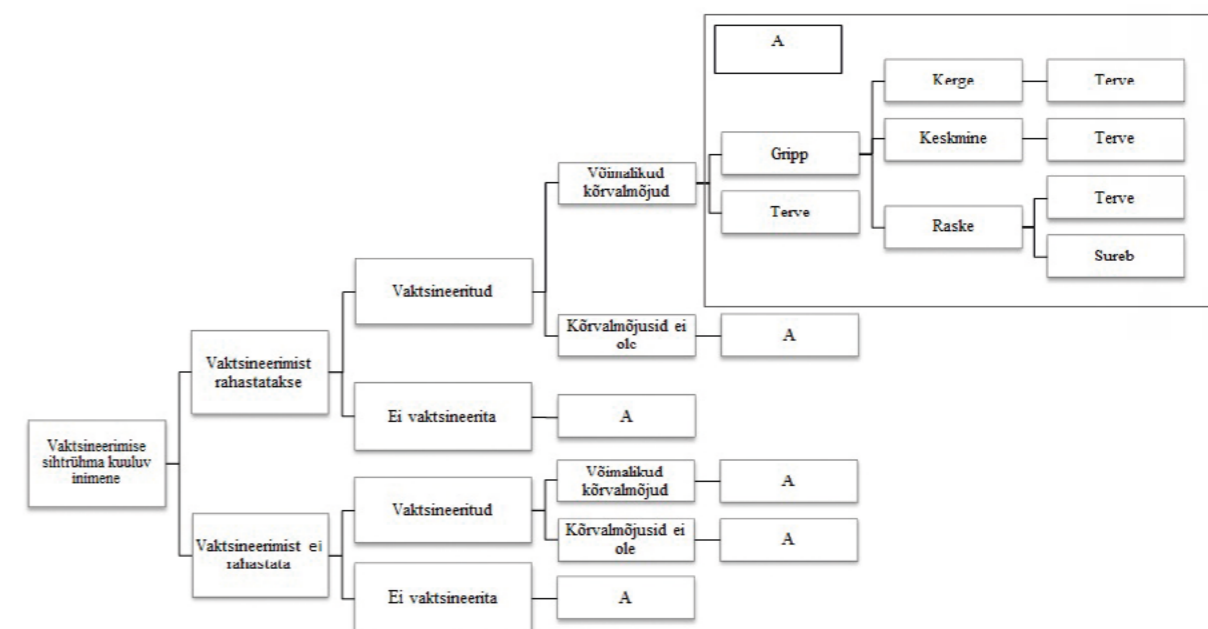 A
Kerge
Terve
Keskmine
Terve
Gripp
Võimalikud
kõrvalmõjud
Terve
Terve
Raske
Sureb
Vaktsineeritud
Kõrvalmõjusid ei
ole
A
Vaktsineerimist
rahastatakse
Ei vaktsineerita
A
Vaktsineerimise
sihtrühma kuuluv
inimene
Võimalikud
kõrvalmõjud
A
Vaktsineeritud
Kõrvalmõjusid ei
ole
A
Vaktsineerimist ei
rahastata
Ei vaktsineerita
A